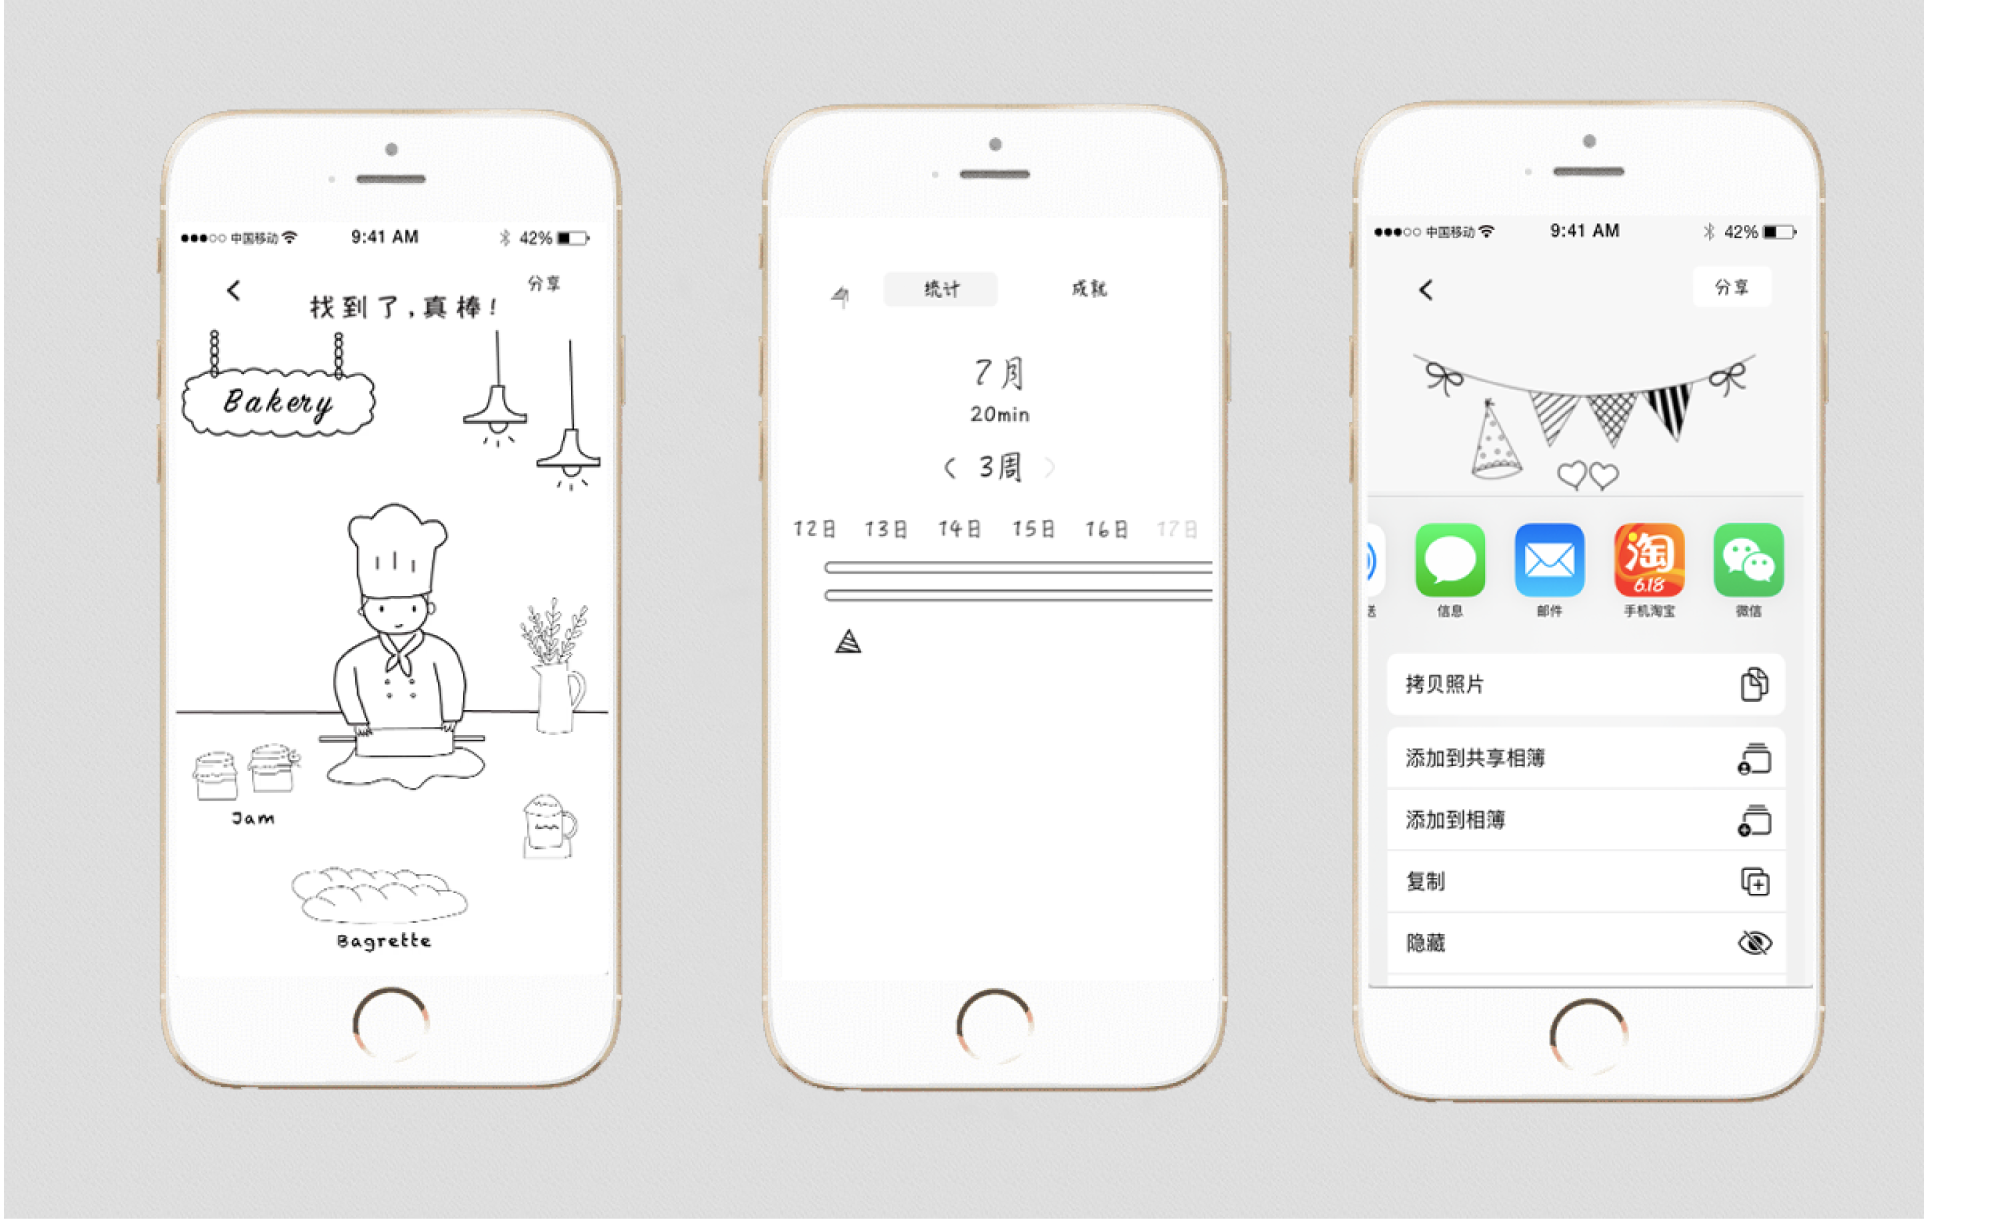 中国移动 9:41 AM 42%
分享
找到了,真棒!
Bakery
Jam
Bagrette
统计 成就
7月
20min
3周
12日 13日 14日 15日 16日 17日
中国移动 9:41 AM 42%
分享
淘
6.18
送 信息 邮件 手机淘宝 微信
拷贝照片
添加到共享相簿
添加到相簿
复制
隐藏